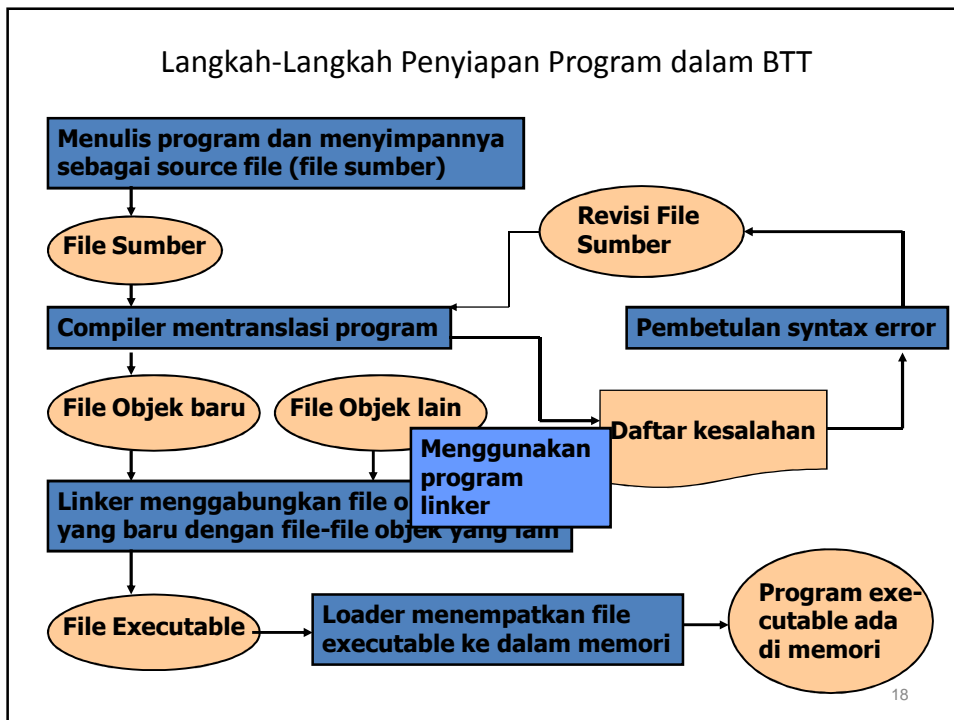 Langkah-Langkah Penyiapan Program dalam BTT
Menulis program dan menyimpannya
sebagai source file (file sumber)
Revisi File
Sumber
File Sumber
Compiler mentranslasi program
Pembetulan syntax error
File Objek baru
File Objek lain
Daftar kesalahan
Menggunakan
program
linker
Linker menggabungkan file o
yang baru dengan file-file objek yang lain
File Executable
Loader menempatkan file
executable ke dalam memori
Program exe-
cutable ada
di memori
18